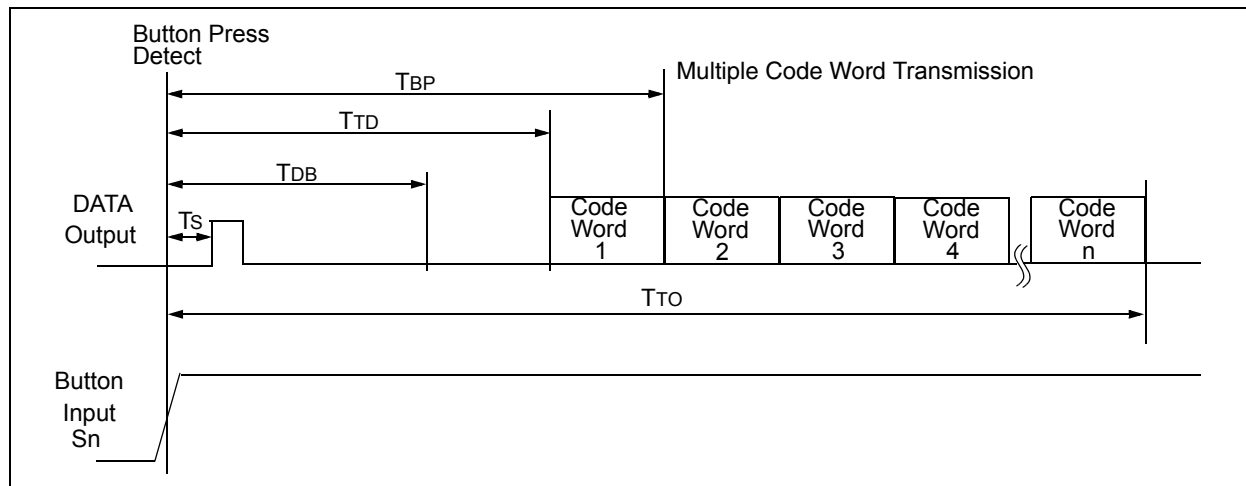 Button Press
Detect
Multiple Code Word Transmission
TBP
TTD
TDB
DATA
Output
TS
Code
Word
1
Code
Word
2
Code
Word
3
Code
Word
4
Code
Word
n
TTO
Button
Input
Sn